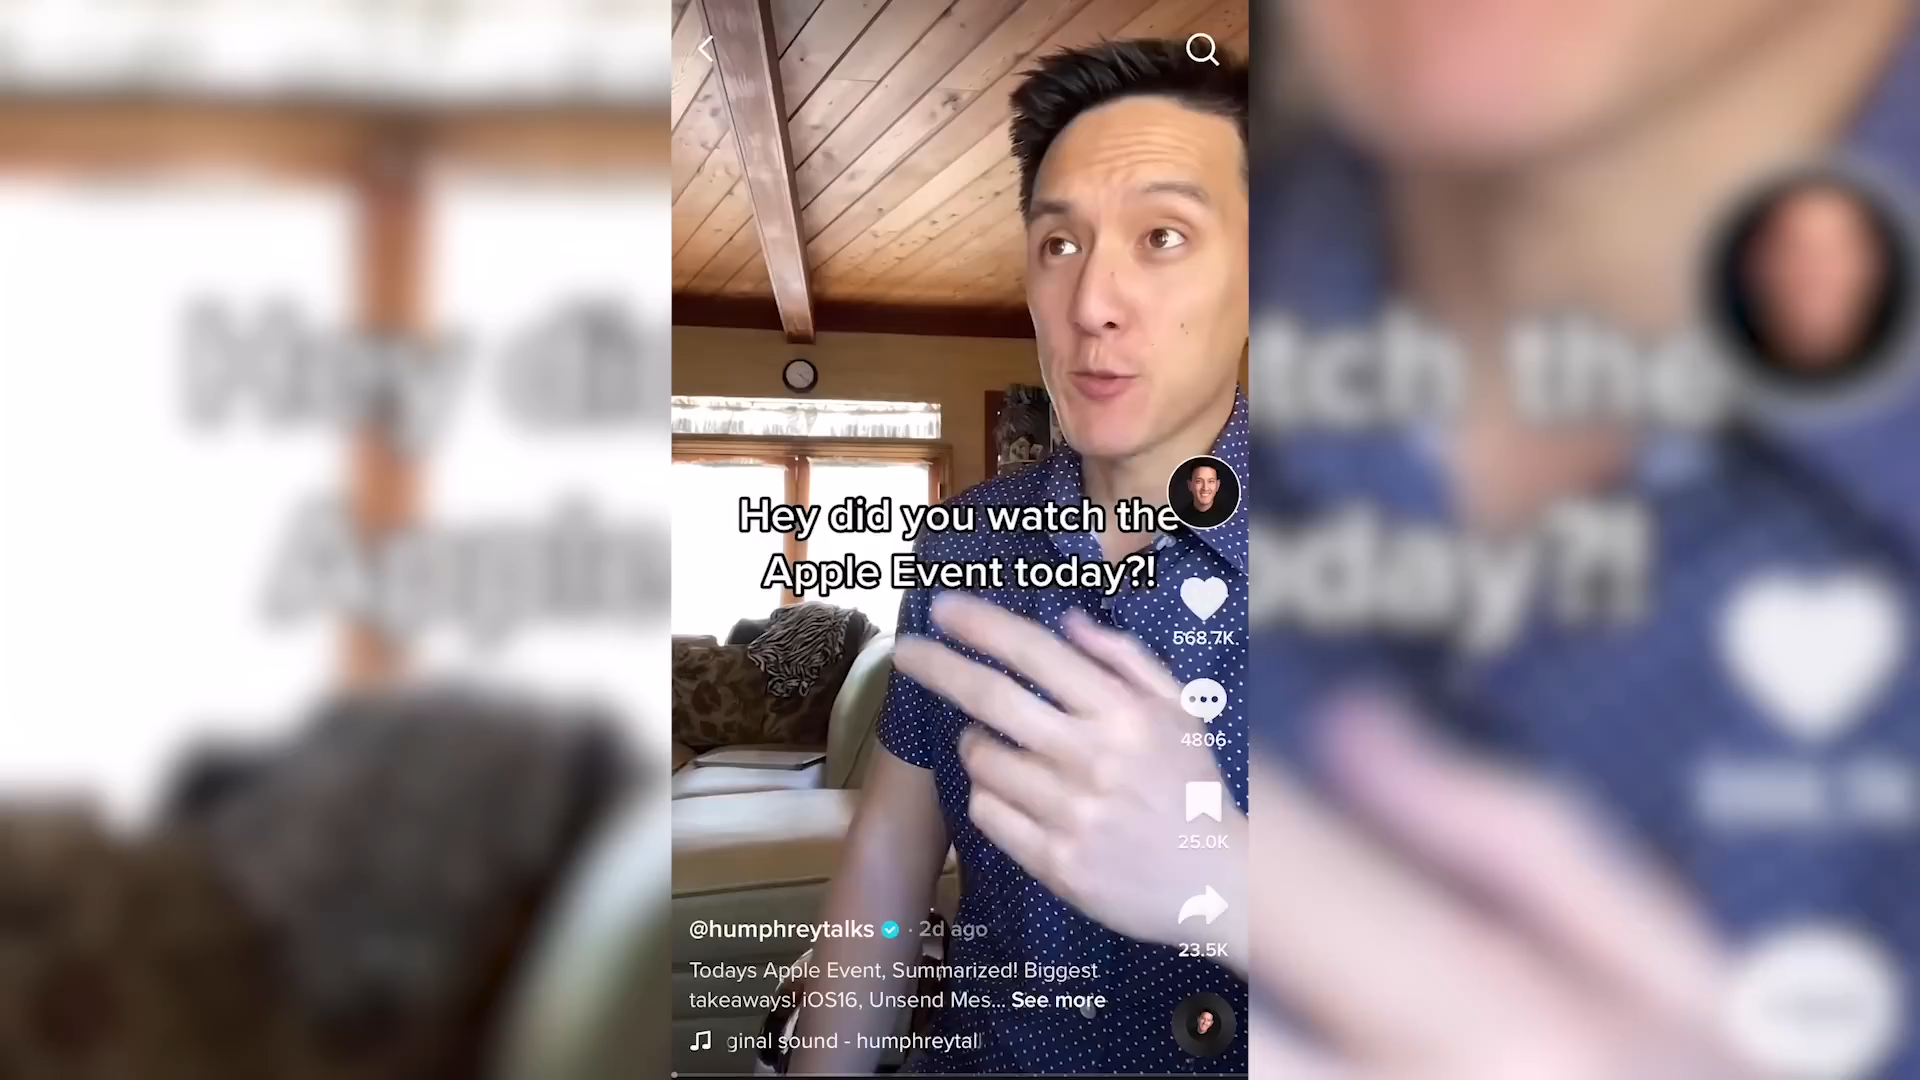 Hey did you watch the
Apple Event today?!
568.7K
4806
25.0K
23.5K
@humphreytalks · 2d ago
Todays Apple Event, Summarized! Biggest
takeaways! iOS16, Unsend Mes... See more
ginal sound - humphreytal